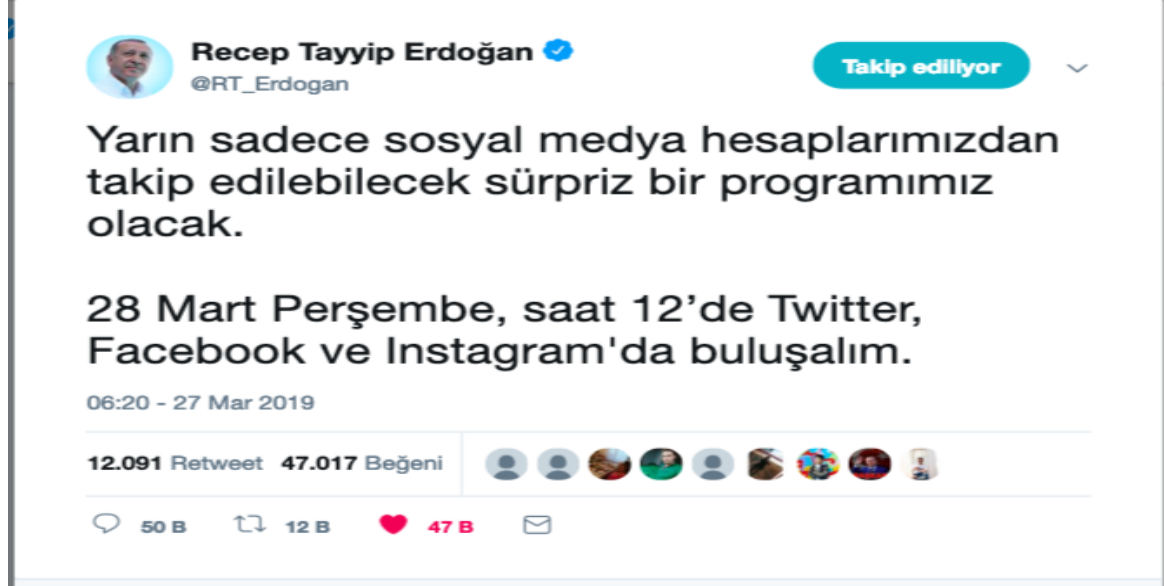 Recep Tayyip Erdoğan
@RT_Erdogan
Takip ediliyor
Yarın sadece sosyal medya hesaplarımızdan
takip edilebilecek sürpriz bir programımız
olacak.
28 Mart Perşembe, saat 12’de Twitter,
Facebook ve Instagram'da buluşalım.
06:20 - 27 Mar 2019
12.091 Retweet 47.017 Beğeni
50 B 12 B 47 B